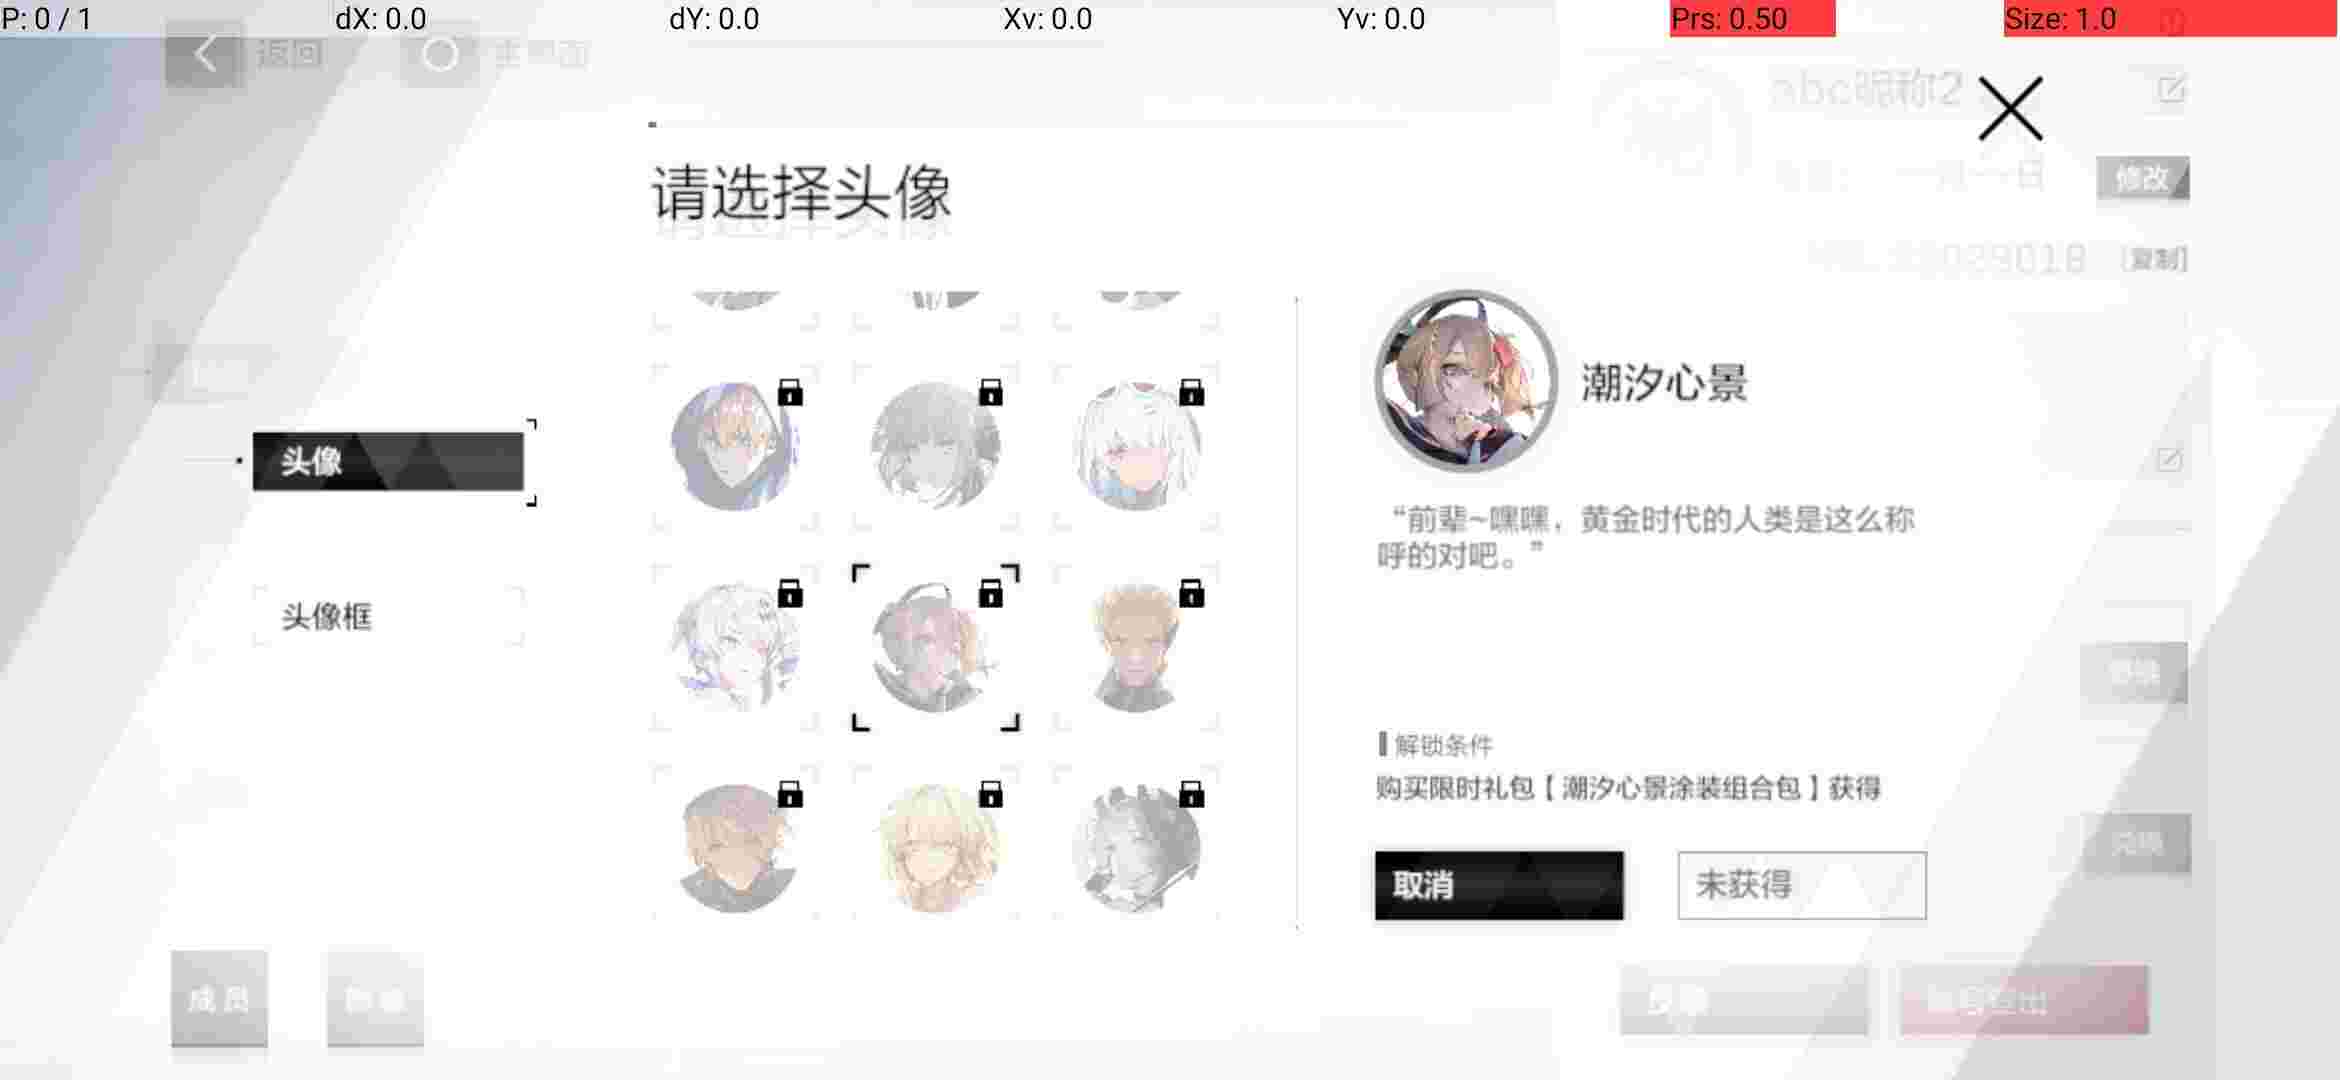 P: 0 / 1
dX: 0.0
dY: 0.0
Xv: 0.0
Yv: 0.0
Prs: 0.50
Size: 1.0
返回
主界面
abc昵称2
请选择头像
日
修改
029018
[复制]
潮汐心景
头像
“前辈~嘿嘿，黄金时代的人类是这么称
呼的对吧。”
头像框
解锁条件
购买限时礼包【潮汐心景涂装组合包】获得
兑换
取消
未获得
成员